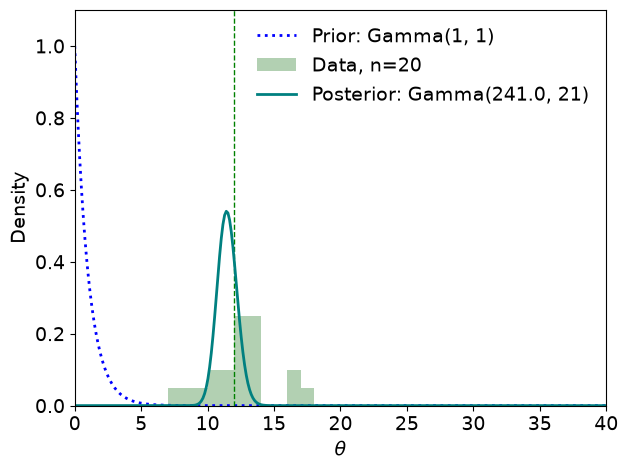 Prior: Gamma(1, 1)
Data, n=20
Posterior: Gamma(241.0, 21)
Density
1.0
0.8
0.6
0.4
0.2
0.0
0 5 10 15 20 25 30 35 40
θ